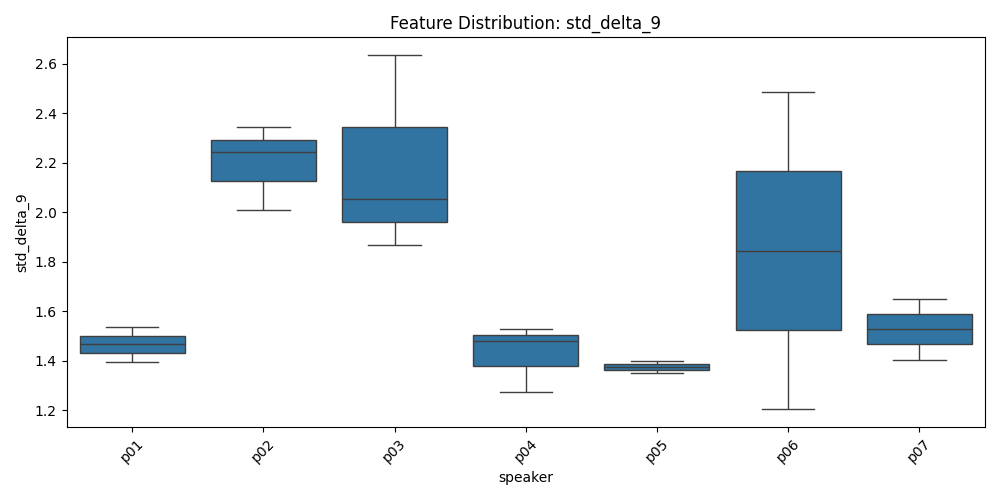 Feature Distribution: std_delta_9
std_delta_9
2.6
2.4
2.2
2.0
1.8
1.6
1.4
1.2
p01
p02
p03
p04
p05
p06
p07
speaker